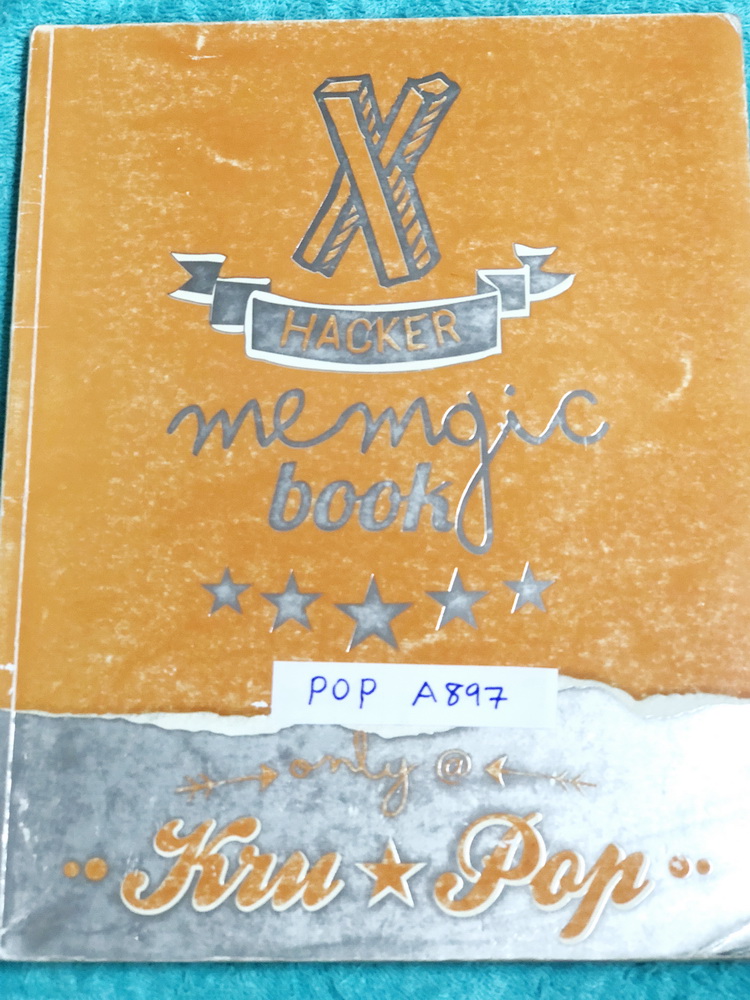 X
HACKER
memgic
book
POP A897
only @
Kru★Pop